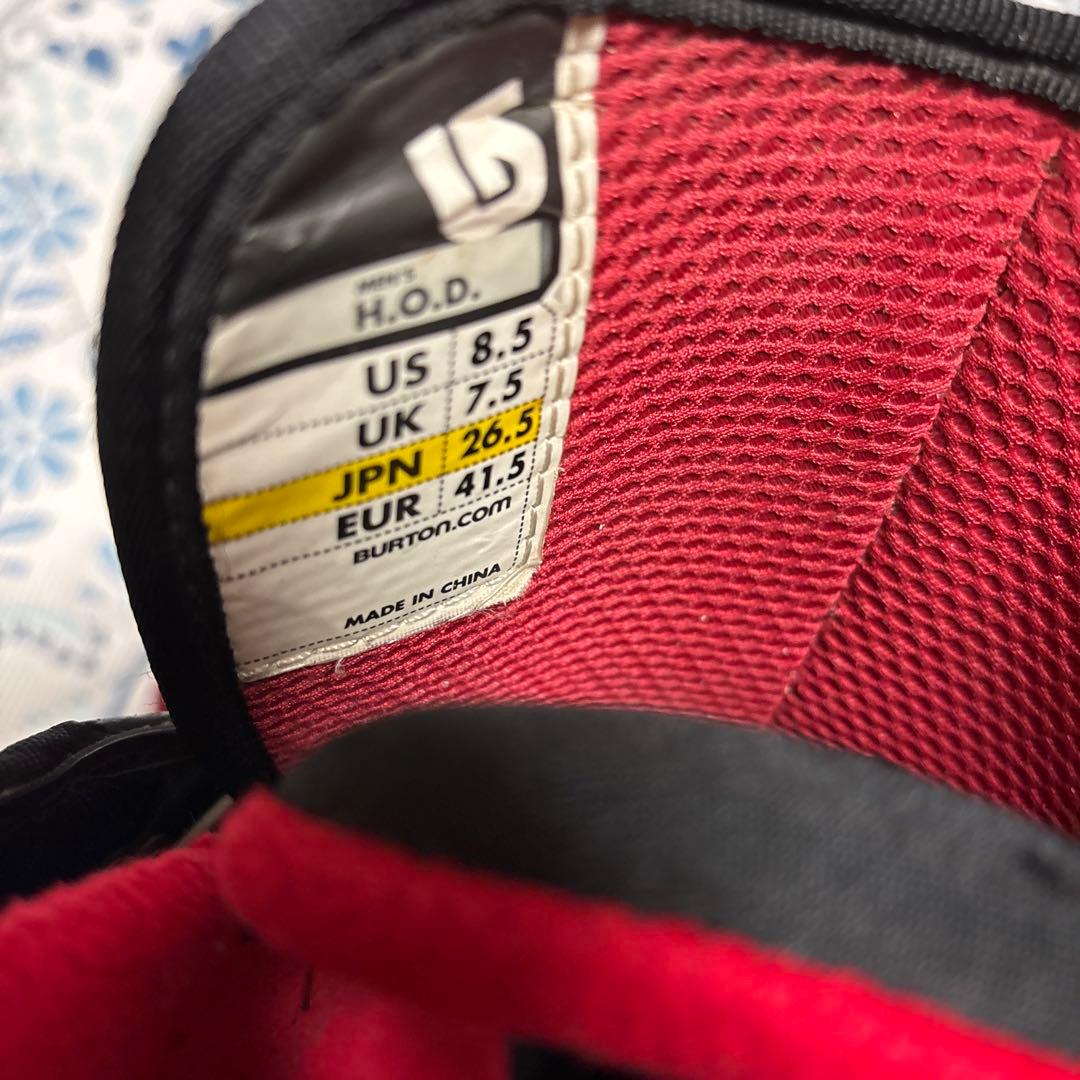 MEN'S
H.O.D.
US 8.5
UK 7.5
JPN 26.5
EUR 41.5
BURTON.COM
MADE IN CHINA